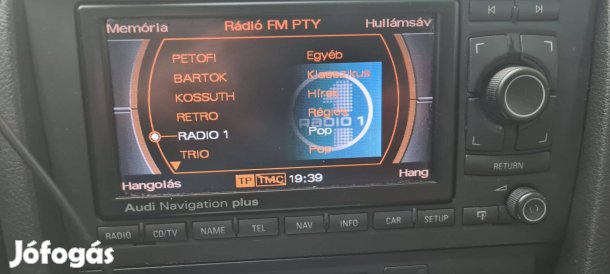 Memória Rádió FM PTY Hullámsáv
PETOFI Egyéb
BARTOK Klasszikus
KOSSUTH Hírek
RETRO Régiós
RADIO 1 Pop
TRIO Pop
RADIO 1
Hangolás TP TMC 19:39 Hang
RETURN
Audi Navigation plus
RADIO CD/TV NAME TEL NAV INFO CAR SETUP
Jófogás